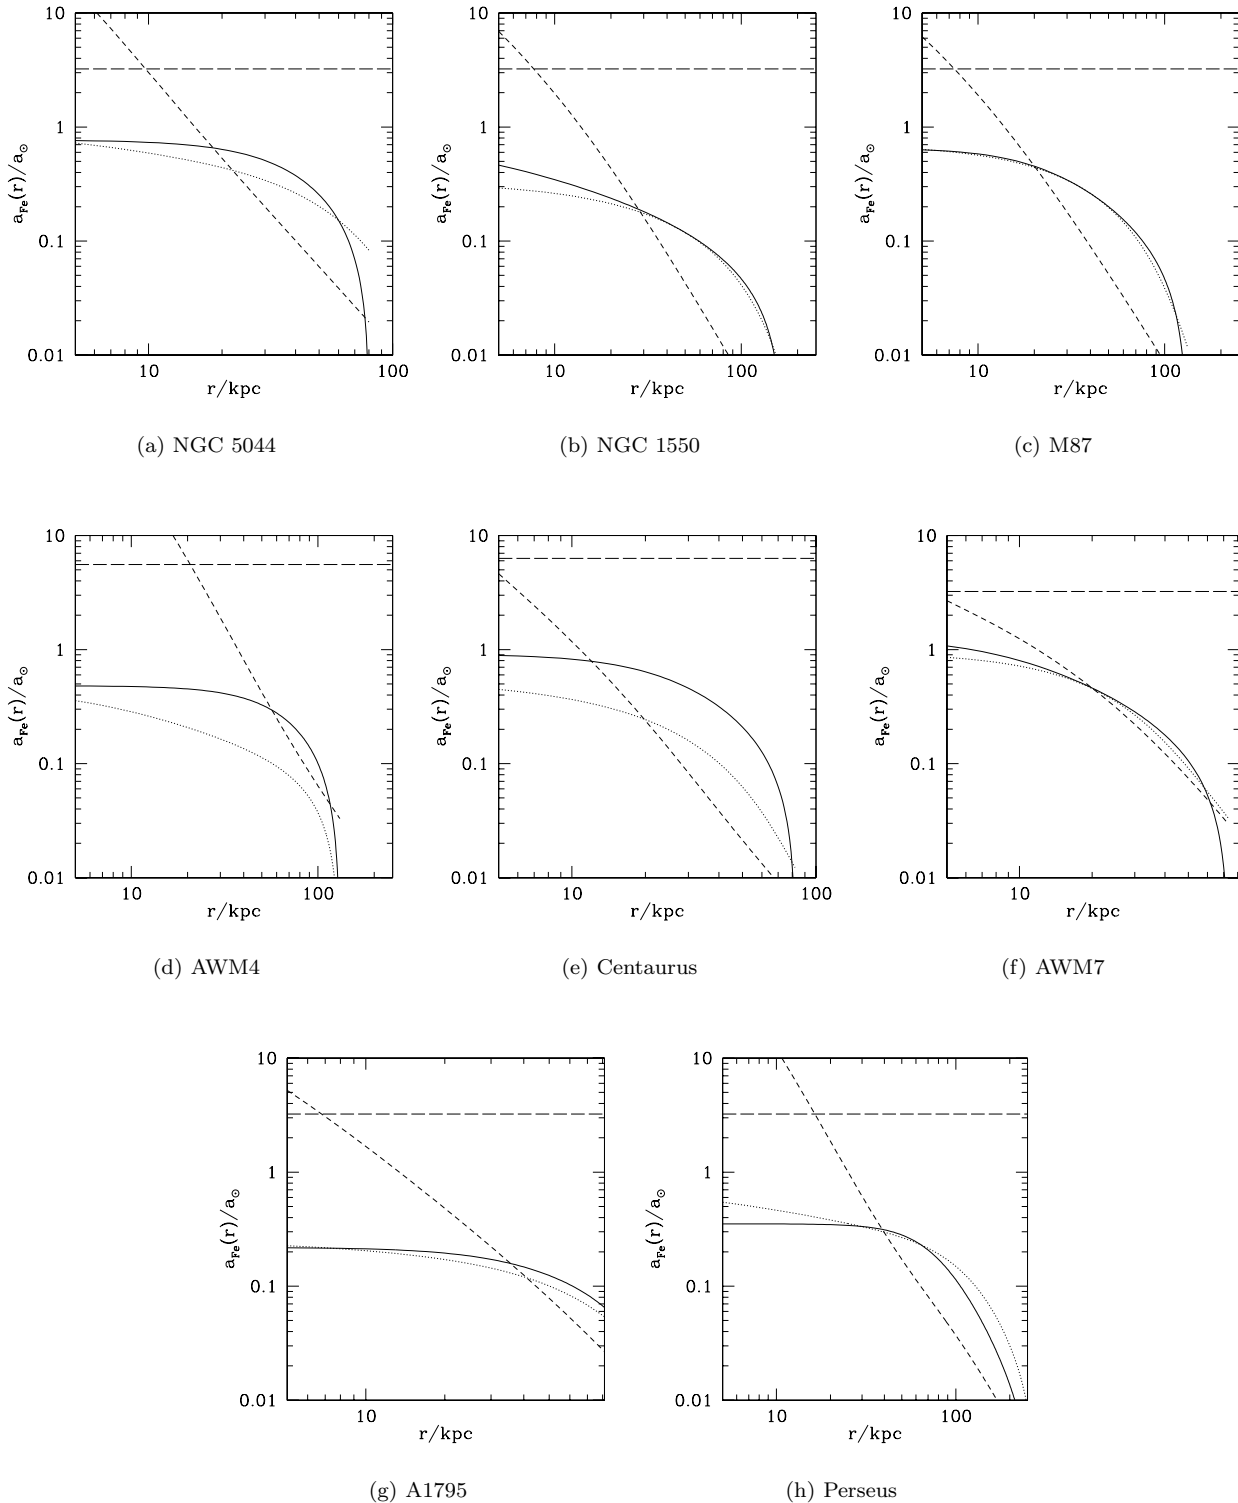 10
1
0.1
0.01
a_Fe(r)/a_⊙
10
100
r/kpc
(a) NGC 5044
10
1
0.1
0.01
a_Fe(r)/a_⊙
10
100
r/kpc
(b) NGC 1550
10
1
0.1
0.01
a_Fe(r)/a_⊙
10
100
r/kpc
(c) M87
10
1
0.1
0.01
a_Fe(r)/a_⊙
10
100
r/kpc
(d) AWM4
10
1
0.1
0.01
a_Fe(r)/a_⊙
10
100
r/kpc
(e) Centaurus
10
1
0.1
0.01
a_Fe(r)/a_⊙
10
r/kpc
(f) AWM7
10
1
0.1
0.01
a_Fe(r)/a_⊙
10
r/kpc
(g) A1795
10
1
0.1
0.01
a_Fe(r)/a_⊙
10
100
r/kpc
(h) Perseus